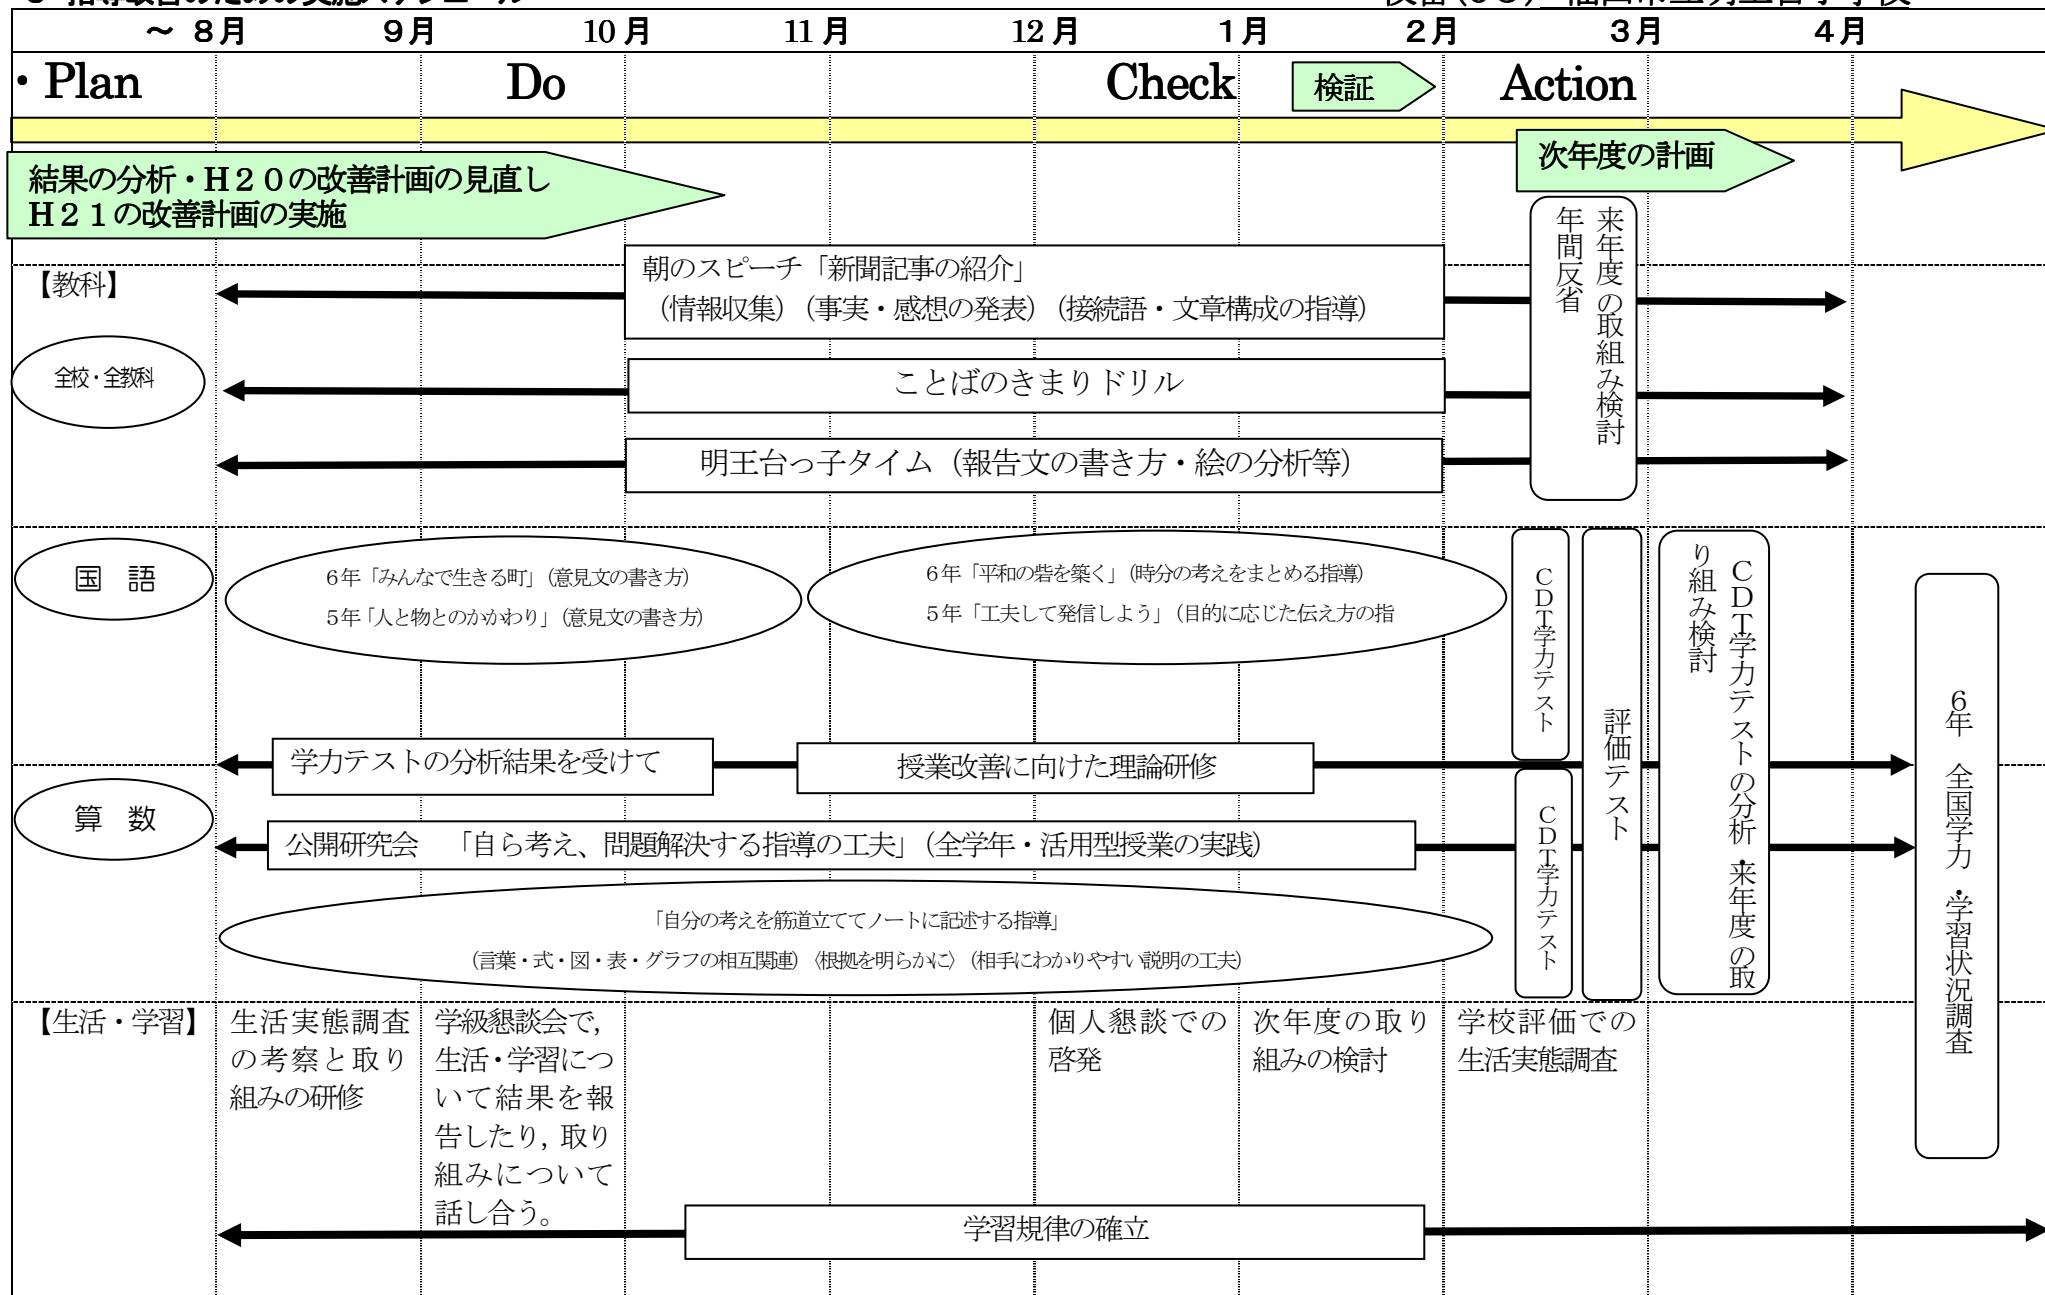 ～ 8月 9月 10月 11月 12月 1月 2月 3月 4月
・Plan Do Check 検証 Action
次年度の計画
結果の分析・H２０の改善計画の見直し
H２１の改善計画の実施
来年度の取組み検討
年間反省
【教科】
朝のスピーチ「新聞記事の紹介」
（情報収集）（事実・感想の発表）（接続語・文章構成の指導）
全校・全教科
ことばのきまりドリル
明王台っ子タイム（報告文の書き方・絵の分析等）
国　語
６年「みんなで生きる町」（意見文の書き方）
５年「人と物とのかかわり」（意見文の書き方）
６年「平和の砦を築く」（時分の考えをまとめる指導）
５年「工夫して発信しよう」（目的に応じた伝え方の指
ＣＤＴ学力テスト
評価テスト
ＣＤＴ学力テストの分析・来年度の取
り組み検討
６年　全国学力・学習状況調査
学力テストの分析結果を受けて
授業改善に向けた理論研修
算　数
公開研究会　「自ら考え、問題解決する指導の工夫」（全学年・活用型授業の実践）
ＣＤＴ学力テスト
「自分の考えを筋道立ててノートに記述する指導」
（言葉・式・図・表・グラフの相互関連）〈根拠を明らかに〉（相手にわかりやすい説明の工夫）
【生活・学習】
生活実態調査
の考察と取り
組みの研修
学級懇談会で，
生活・学習につ
いて結果を報
告したり，取り
組みについて
話し合う。
個人懇談での
啓発
次年度の取り
組みの検討
学校評価での
生活実態調査
学習規律の確立